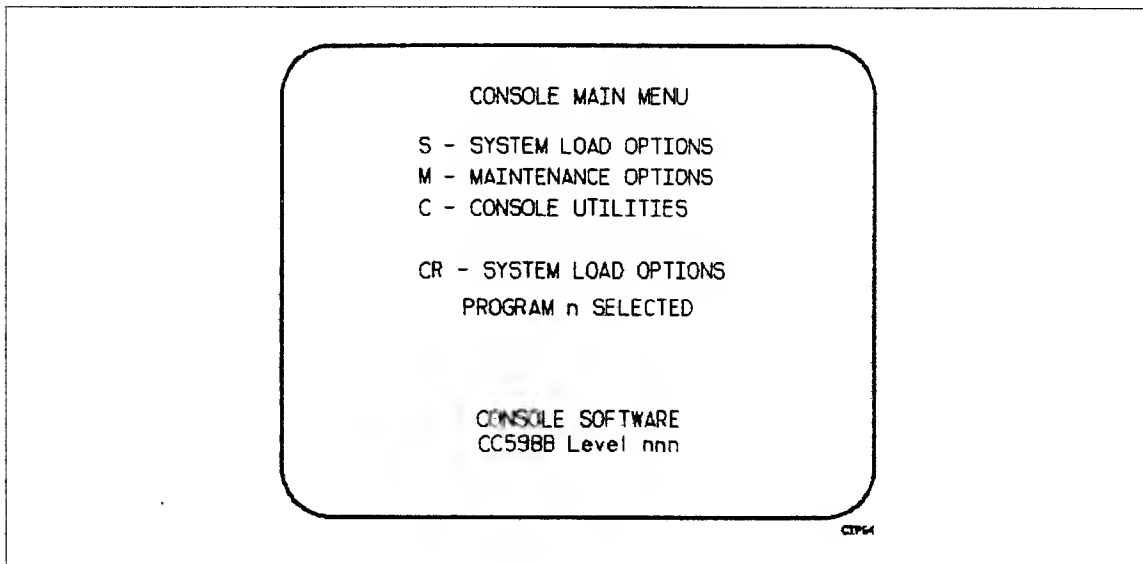 CONSOLE MAIN MENU
S - SYSTEM LOAD OPTIONS
M - MAINTENANCE OPTIONS
C - CONSOLE UTILITIES
CR - SYSTEM LOAD OPTIONS
PROGRAM n SELECTED
CONSOLE SOFTWARE
CC598B Level nnn